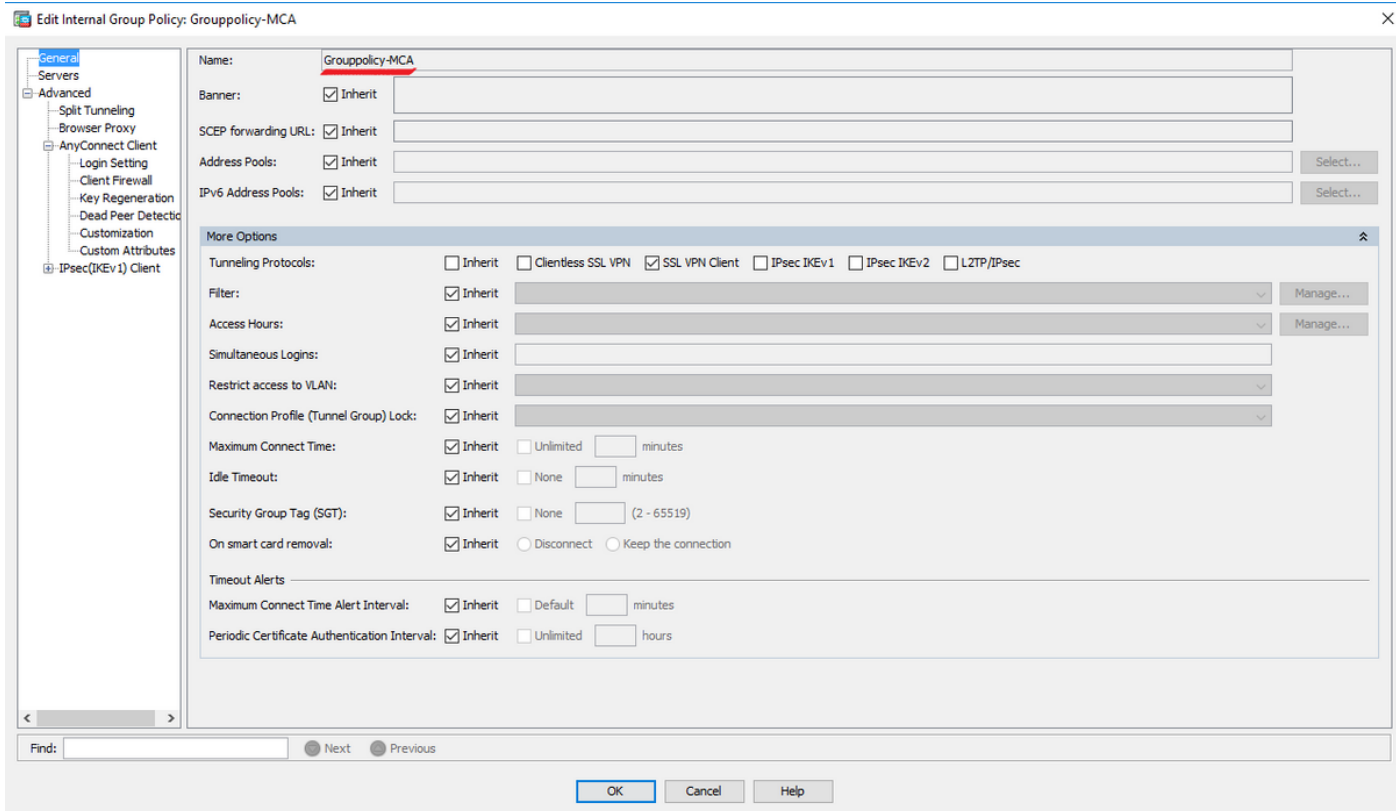 Edit Internal Group Policy: Grouppolicy-MCA
General
Servers
Advanced
Split Tunneling
Browser Proxy
AnyConnect Client
Login Setting
Client Firewall
Key Regeneration
Dead Peer Detectio
Customization
Custom Attributes
IPsec(IKEv1) Client
Name: Grouppolicy-MCA
Banner: Inherit
SCEP forwarding URL: Inherit
Address Pools: Inherit Select...
IPv6 Address Pools: Inherit Select...
More Options
Tunneling Protocols: Inherit Clientless SSL VPN SSL VPN Client IPsec IKEv1 IPsec IKEv2 L2TP/IPsec
Filter: Inherit Manage...
Access Hours: Inherit Manage...
Simultaneous Logins: Inherit
Restrict access to VLAN: Inherit
Connection Profile (Tunnel Group) Lock: Inherit
Maximum Connect Time: Inherit Unlimited minutes
Idle Timeout: Inherit None minutes
Security Group Tag (SGT): Inherit None (2 - 65519)
On smart card removal: Inherit Disconnect Keep the connection
Timeout Alerts
Maximum Connect Time Alert Interval: Inherit Default minutes
Periodic Certificate Authentication Interval: Inherit Unlimited hours
Find: Next Previous
OK Cancel Help